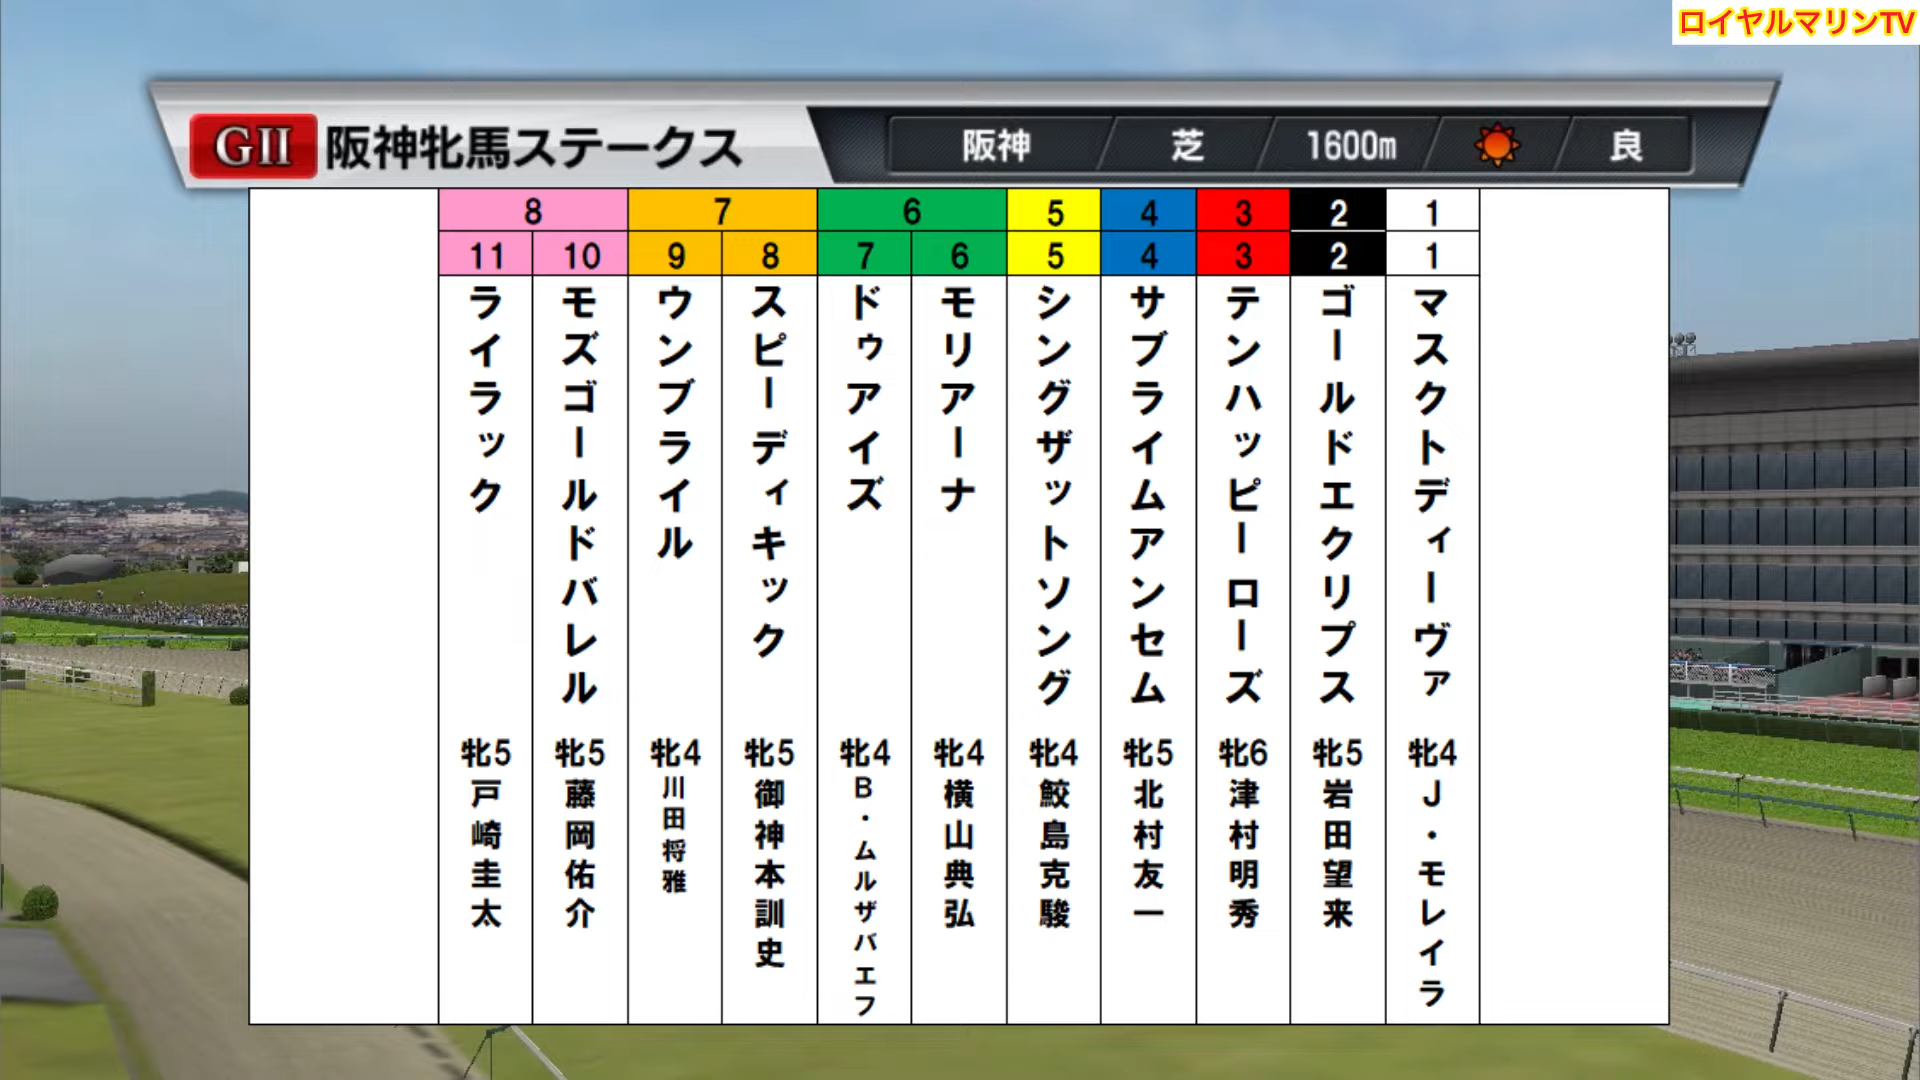 ロイヤルマリンTV
GII 阪神牝馬ステークス 阪神 芝 1600m 良
8 7 6 5 4 3 2 1
11 10 9 8 7 6 5 4 3 2 1
マスクトディーヴァ 牝4 J・モレイラ
ゴールドエクリプス 牝5 岩田望来
テンハッピーローズ 牝6 津村明秀
サブライムアンセム 牝5 北村友一
シングザットソング 牝4 鮫島克駿
モリアーナ 牝4 横山典弘
ドゥアイズ 牝4 B・ムルザバエフ
スピーディキック 牝5 御神本訓史
ウンブライル 牝4 川田将雅
モズゴールドバレル 牝5 藤岡佑介
ライラック 牝5 戸崎圭太